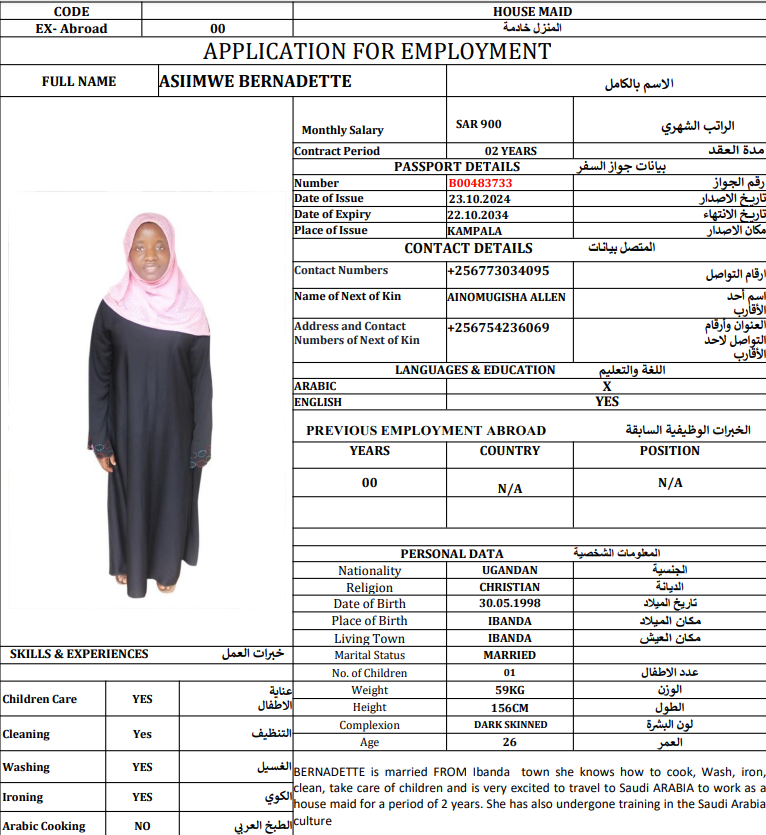 CODE HOUSE MAID
EX- Abroad 00 المنزل خادمة
APPLICATION FOR EMPLOYMENT
FULL NAME ASIIMWE BERNADETTE الاسم بالكامل
Monthly Salary SAR 900 الراتب الشهري
Contract Period 02 YEARS مدة العقد
PASSPORT DETAILS بيانات جواز السفر
Number B00483733 رقم الجواز
Date of Issue 23.10.2024 تاريخ الاصدار
Date of Expiry 22.10.2034 تاريخ الانتهاء
Place of Issue KAMPALA مكان الاصدار
CONTACT DETAILS المتصل بيانات
Contact Numbers +256773034095 ارقام التواصل
Name of Next of Kin AINOMUGISHA ALLEN اسم أحد
الأقارب
Address and Contact +256754236069 العنوان وأرقام
Numbers of Next of Kin التواصل لاحد
الأقارب
LANGUAGES & EDUCATION اللغة والتعليم
ARABIC X
ENGLISH YES
PREVIOUS EMPLOYMENT ABROAD الخبرات الوظيفية السابقة
YEARS COUNTRY POSITION
00 N/A N/A
PERSONAL DATA المعلومات الشخصية
Nationality UGANDAN الجنسية
Religion CHRISTIAN الديانة
Date of Birth 30.05.1998 تاريخ الميلاد
Place of Birth IBANDA مكان الميلاد
Living Town IBANDA مكان العيش
Marital Status MARRIED
No. of Children 01 عدد الاطفال
Weight 59KG الوزن
Height 156CM الطول
Complexion DARK SKINNED لون البشرة
Age 26 العمر
SKILLS & EXPERIENCES خبرات العمل
Children Care YES عناية
الاطفال
Cleaning Yes التنظيف
Washing YES الغسيل
Ironing YES الكوي
Arabic Cooking NO الطبخ العربي
BERNADETTE is married FROM Ibanda town she knows how to cook, Wash, iron,
clean, take care of children and is very excited to travel to Saudi ARABIA to work as a
house maid for a period of 2 years. She has also undergone training in the Saudi Arabia
culture